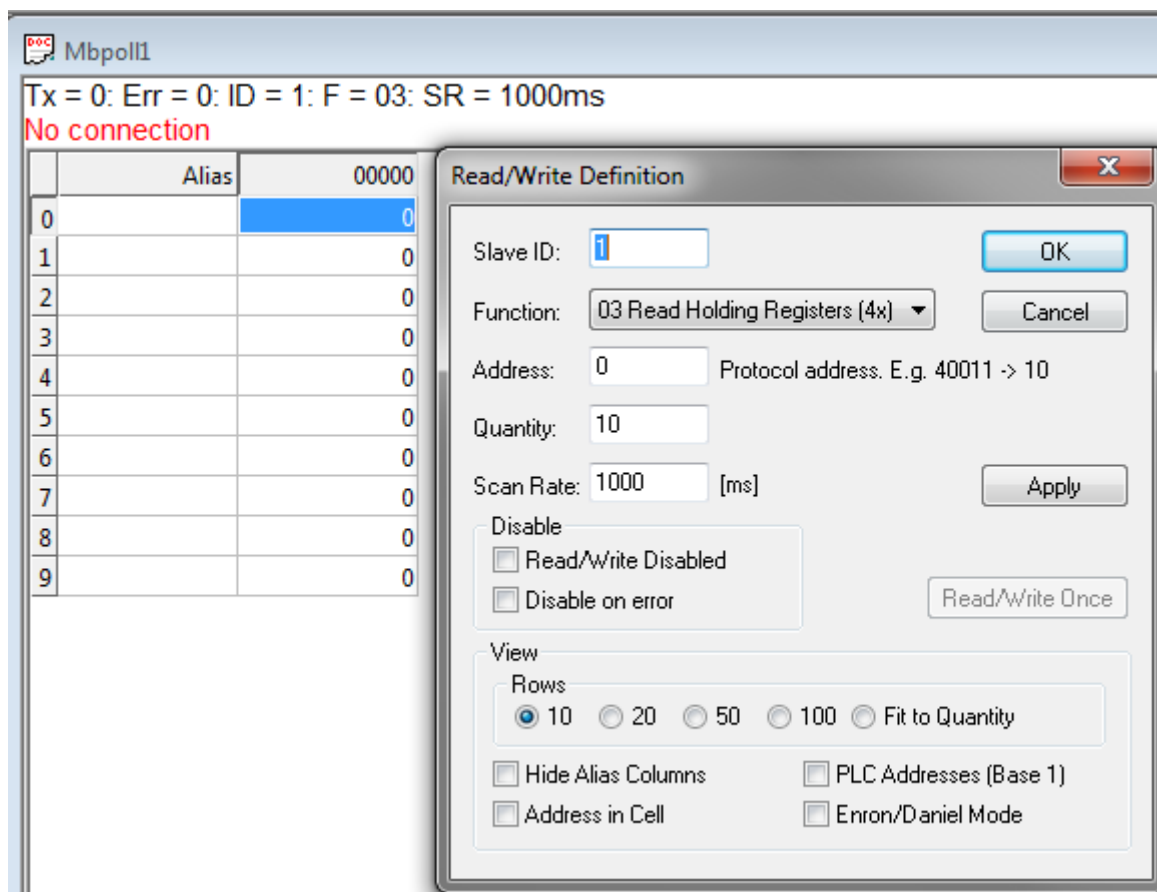 Mbpoll1
Tx = 0: Err = 0: ID = 1: F = 03: SR = 1000ms
No connection
Alias 00000
0 0
1 0
2 0
3 0
4 0
5 0
6 0
7 0
8 0
9 0
Read/Write Definition
Slave ID: 1 OK
Function: 03 Read Holding Registers (4x) Cancel
Address: 0 Protocol address. E.g. 40011 -> 10
Quantity: 10
Scan Rate: 1000 [ms] Apply
Disable
Read/Write Disabled
Disable on error Read/Write Once
View
Rows
10 20 50 100 Fit to Quantity
Hide Alias Columns PLC Addresses (Base 1)
Address in Cell Enron/Daniel Mode